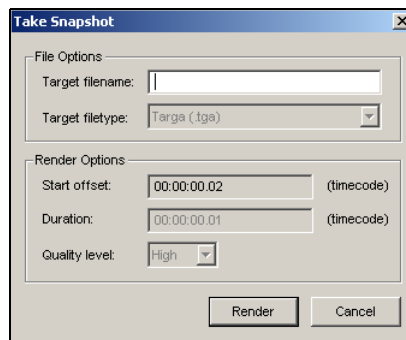 Take Snapshot
File Options
Target filename:
Target filetype: Targa (.tga)
Render Options
Start offset: 00:00:00.02 (timecode)
Duration: 00:00:00.01 (timecode)
Quality level: High
Render Cancel